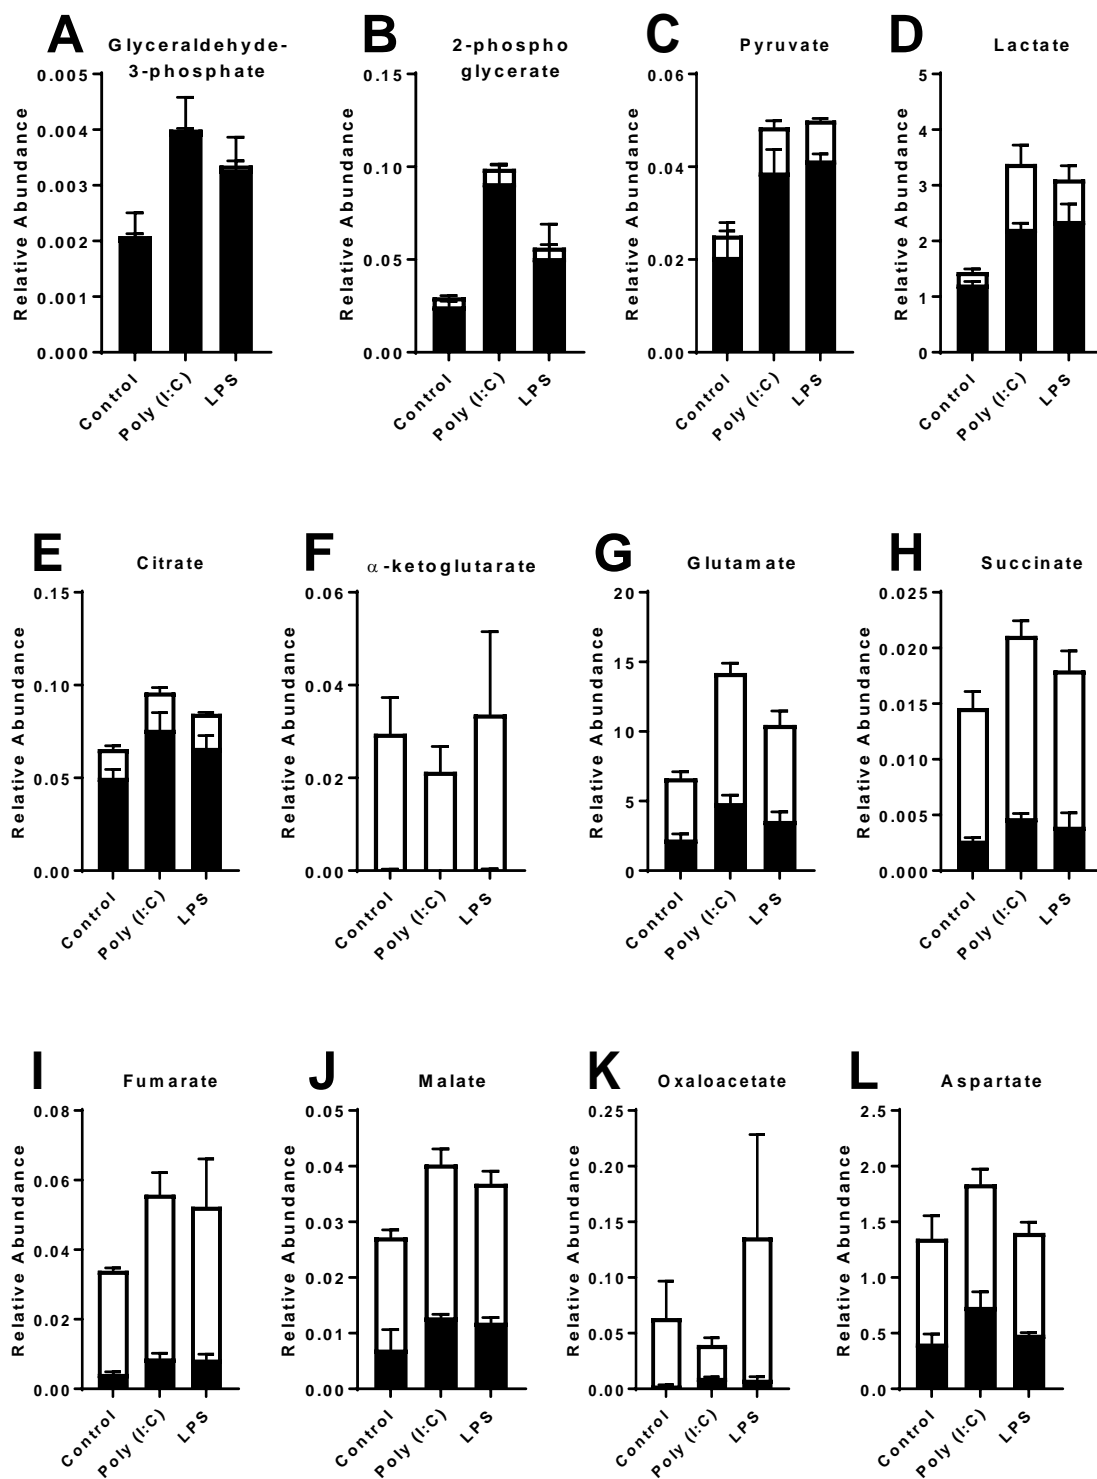 A Glyceraldehyde-
3-phosphate
Relative Abundance
0.005
0.004
0.003
0.002
0.001
0.000
Control
Poly (I:C)
LPS
B 2-phospho
glycerate
Relative Abundance
0.15
0.10
0.05
0.00
Control
Poly (I:C)
LPS
C Pyruvate
Relative Abundance
0.06
0.04
0.02
0.00
Control
Poly (I:C)
LPS
D Lactate
Relative Abundance
5
4
3
2
1
0
Control
Poly (I:C)
LPS
E Citrate
Relative Abundance
0.15
0.10
0.05
0.00
Control
Poly (I:C)
LPS
F α-ketoglutarate
Relative Abundance
0.06
0.04
0.02
0.00
Control
Poly (I:C)
LPS
G Glutamate
Relative Abundance
20
15
10
5
0
Control
Poly (I:C)
LPS
H Succinate
Relative Abundance
0.025
0.020
0.015
0.010
0.005
0.000
Control
Poly (I:C)
LPS
I Fumarate
Relative Abundance
0.08
0.06
0.04
0.02
0.00
Control
Poly (I:C)
LPS
J Malate
Relative Abundance
0.05
0.04
0.03
0.02
0.01
0.00
Control
Poly (I:C)
LPS
K Oxaloacetate
Relative Abundance
0.25
0.20
0.15
0.10
0.05
0.00
Control
Poly (I:C)
LPS
L Aspartate
Relative Abundance
2.5
2.0
1.5
1.0
0.5
0.0
Control
Poly (I:C)
LPS